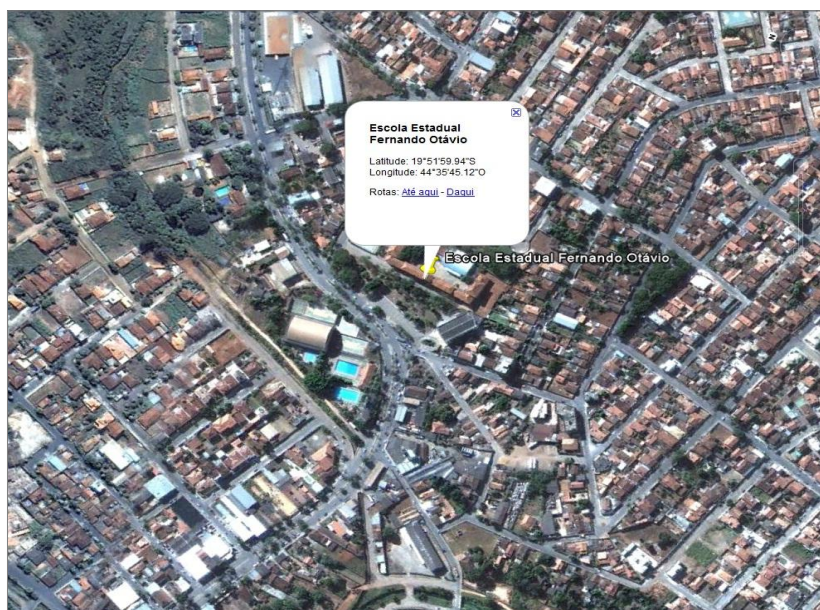 Escola Estadual
Fernando Otávio
Latitude: 19°51'59.94"S
Longitude: 44°35'45.12"O
Rotas: Até aqui - Daqui
Escola Estadual Fernando Otávio
N